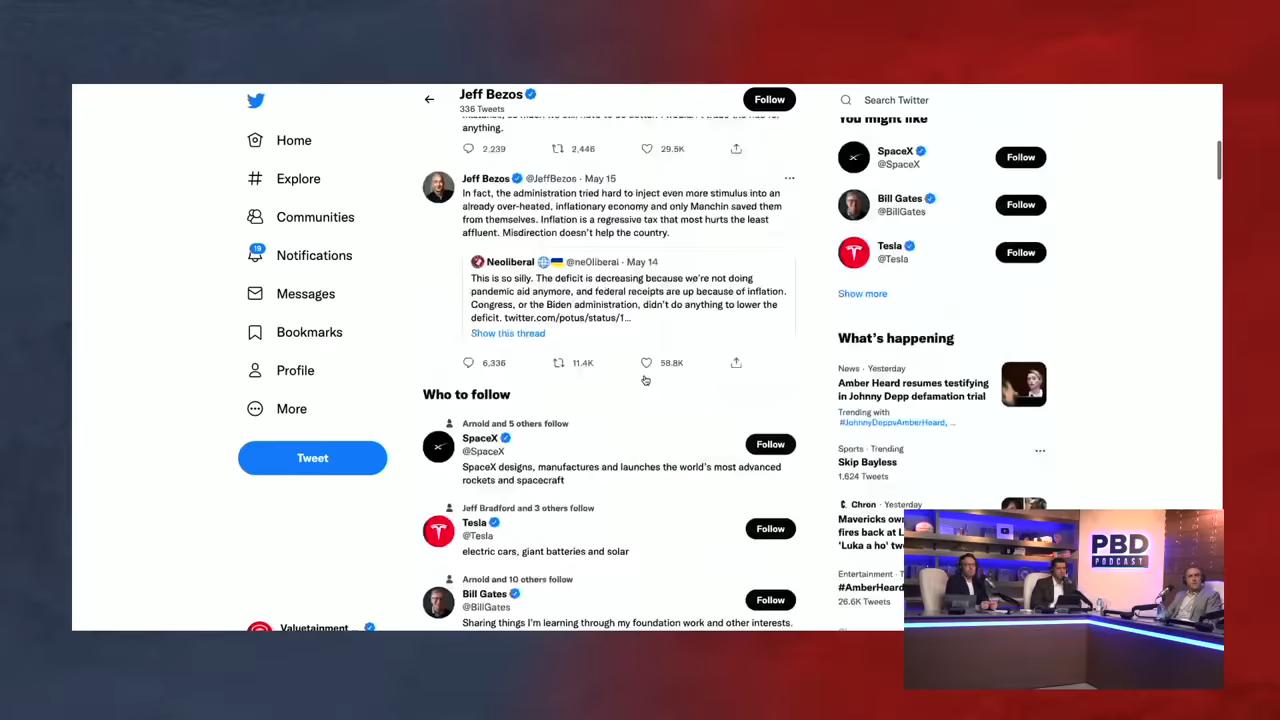 Home
Explore
Communities
19
Notifications
Messages
Bookmarks
Profile
More
Tweet
Valuetainment
Jeff Bezos
336 Tweets
Follow
anything.
2,239
2,446
29.5K
Jeff Bezos @JeffBezos · May 15
In fact, the administration tried hard to inject even more stimulus into an
already over-heated, inflationary economy and only Manchin saved them
from themselves. Inflation is a regressive tax that most hurts the least
affluent. Misdirection doesn't help the country.
Neoliberal @ne0liberal · May 14
This is so silly. The deficit is decreasing because we're not doing
pandemic aid anymore, and federal receipts are up because of inflation.
Congress, or the Biden administration, didn't do anything to lower the
deficit. twitter.com/potus/status/1…
Show this thread
6,336
11.4K
58.8K
Who to follow
Arnold and 5 others follow
SpaceX
@SpaceX
Follow
SpaceX designs, manufactures and launches the world's most advanced
rockets and spacecraft
Jeff Bradford and 3 others follow
Tesla
@Tesla
Follow
electric cars, giant batteries and solar
Arnold and 10 others follow
Bill Gates
@BillGates
Follow
Sharing things I'm learning through my foundation work and other interests.
Search Twitter
You might like
SpaceX
@SpaceX
Follow
Bill Gates
@BillGates
Follow
Tesla
@Tesla
Follow
Show more
What's happening
News · Yesterday
Amber Heard resumes testifying
in Johnny Depp defamation trial
Trending with
#JohnnyDeppvAmberHeard, …
Sports · Trending
Skip Bayless
1,624 Tweets
Chron · Yesterday
Mavericks own
fires back at L
'Luka a ho' tw
Entertainment · T
#AmberHeard
26.6K Tweets
PBD
PODCAST